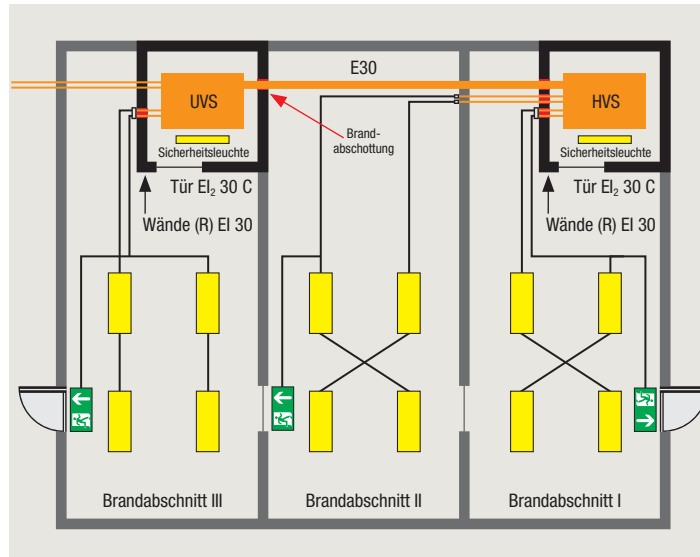 E30
UVS
HVS
Brand-
abschottung
Sicherheitsleuchte
Sicherheitsleuchte
Tür EI₂ 30 C
Tür EI₂ 30 C
Wände (R) EI 30
Wände (R) EI 30
Brandabschnitt III
Brandabschnitt II
Brandabschnitt I